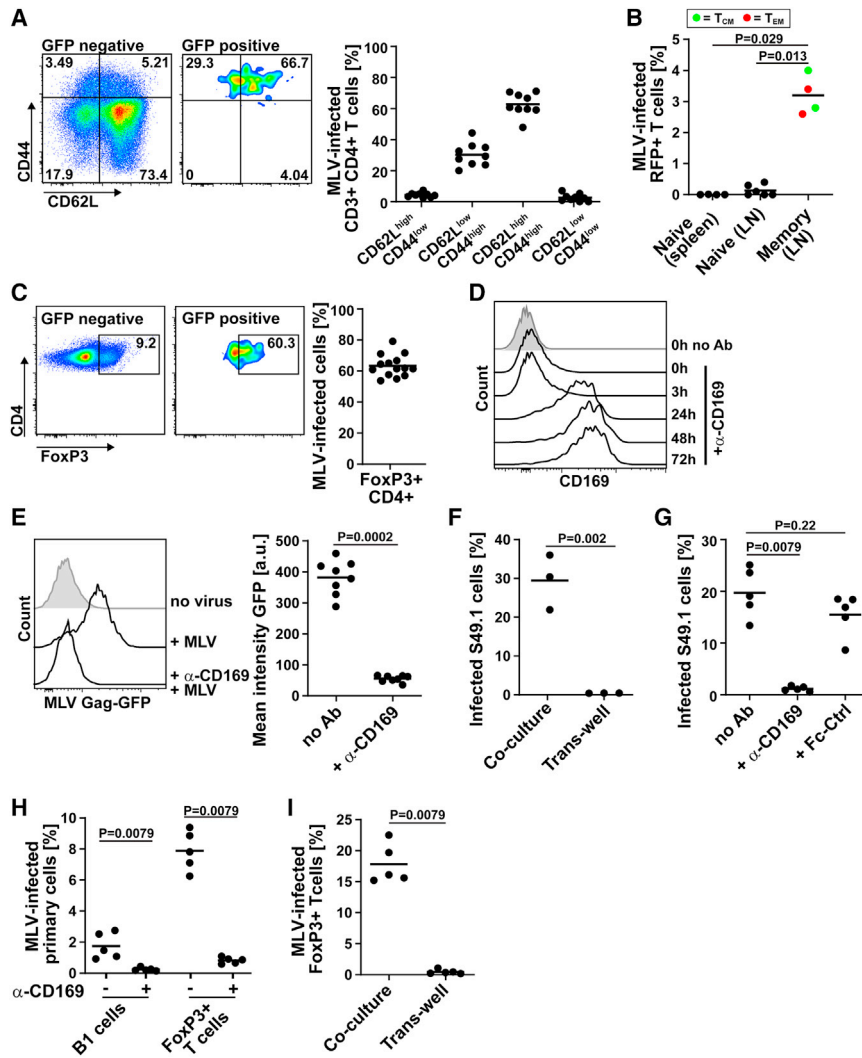 A
GFP negative
GFP positive
3.49
5.21
29.3
66.7
17.9
73.4
0
4.04
CD44
CD62L
MLV-infected
CD3+ CD4+ T cells [%]
100
80
60
40
20
0
CD62Lhigh
CD44low
CD62Llow
CD44high
CD62Lhigh
CD44high
CD62Llow
CD44low
B
= TCM
= TEM
P=0.029
P=0.013
MLV-infected
RFP+ T cells [%]
5
4
3
2
1
0
Naive
(spleen)
Naive (LN)
Memory
(LN)
C
GFP negative
GFP positive
9.2
60.3
CD4
FoxP3
MLV-infected cells [%]
100
80
60
40
20
0
FoxP3+
CD4+
D
Count
CD169
0h no Ab
0h
3h
24h
48h
72h
+α-CD169
E
Count
MLV Gag-GFP
no virus
+ MLV
+ α-CD169
+ MLV
Mean intensity GFP [a.u.]
500
400
300
200
100
0
P=0.0002
no Ab
+ α-CD169
F
Infected S49.1 cells [%]
40
30
20
10
0
P=0.002
Co-culture
Trans-well
G
Infected S49.1 cells [%]
30
20
10
0
P=0.22
P=0.0079
no Ab
+ α-CD169
+ Fc-Ctrl
H
MLV-infected
primary cells [%]
10
8
6
4
2
0
P=0.0079
P=0.0079
α-CD169 - + - +
B1 cells
FoxP3+
T cells
I
MLV-infected
FoxP3+ Tcells [%]
25
20
15
10
5
0
P=0.0079
Co-culture
Trans-well